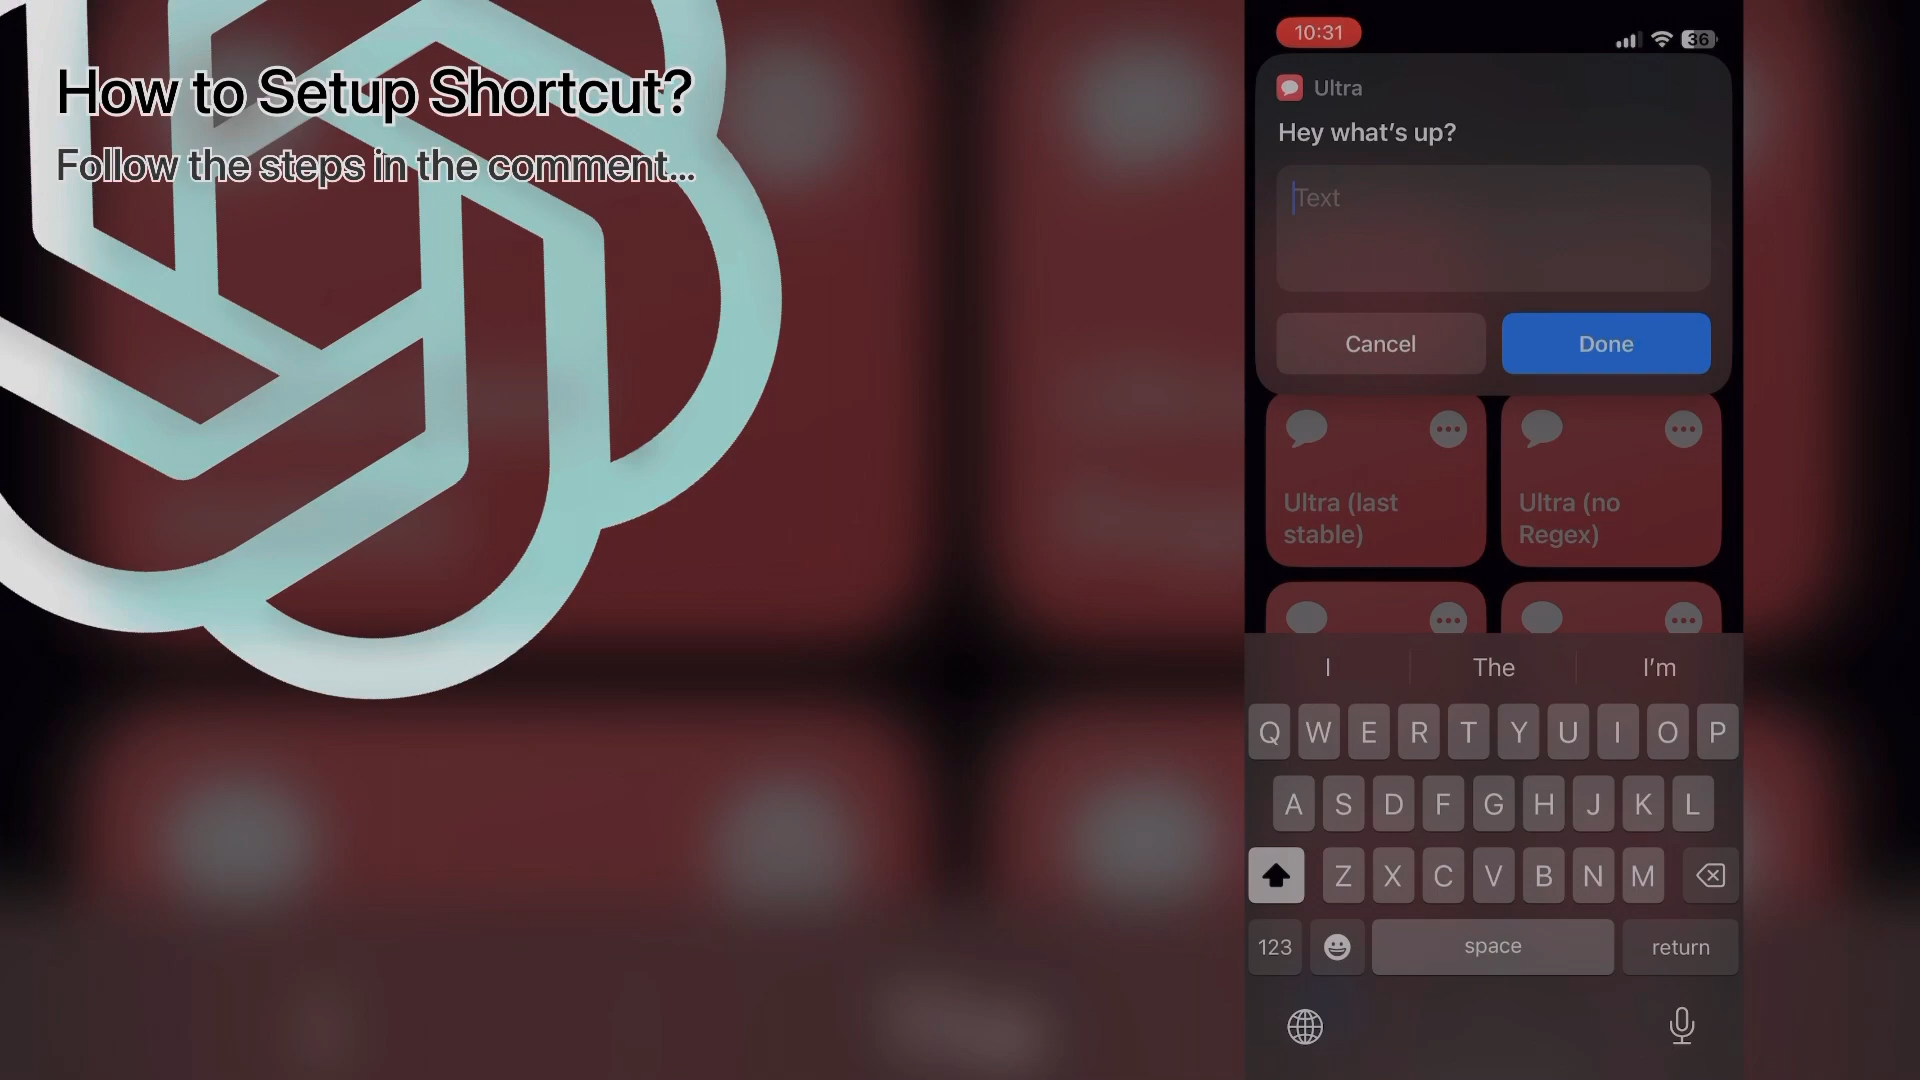 How to Setup Shortcut?
Follow the steps in the comment...
10:31
36
Ultra
Hey what's up?
Text
Cancel
Done
Ultra (last
stable)
Ultra (no
Regex)
I
The
I'm
Q W E R T Y U I O P
A S D F G H J K L
Z X C V B N M
123
space
return